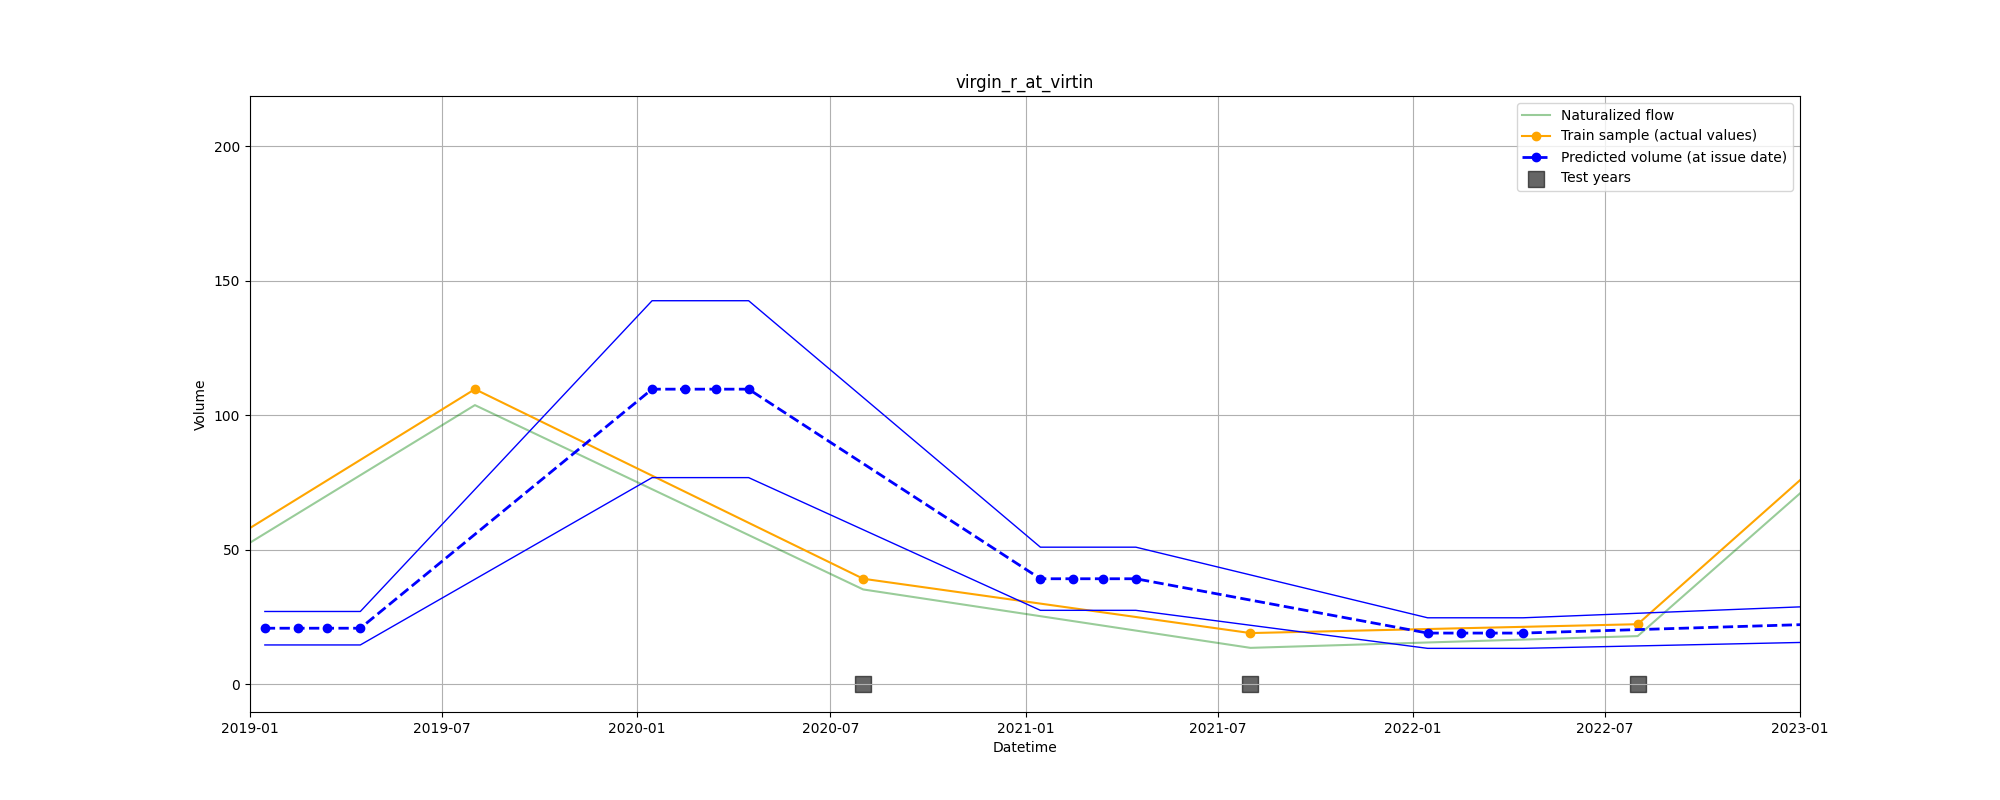 virgin_r_at_virtin
Naturalized flow
Train sample (actual values)
Predicted volume (at issue date)
Test years
Volume
200
150
100
50
0
2019-01
2019-07
2020-01
2020-07
2021-01
2021-07
2022-01
2022-07
2023-01
Datetime